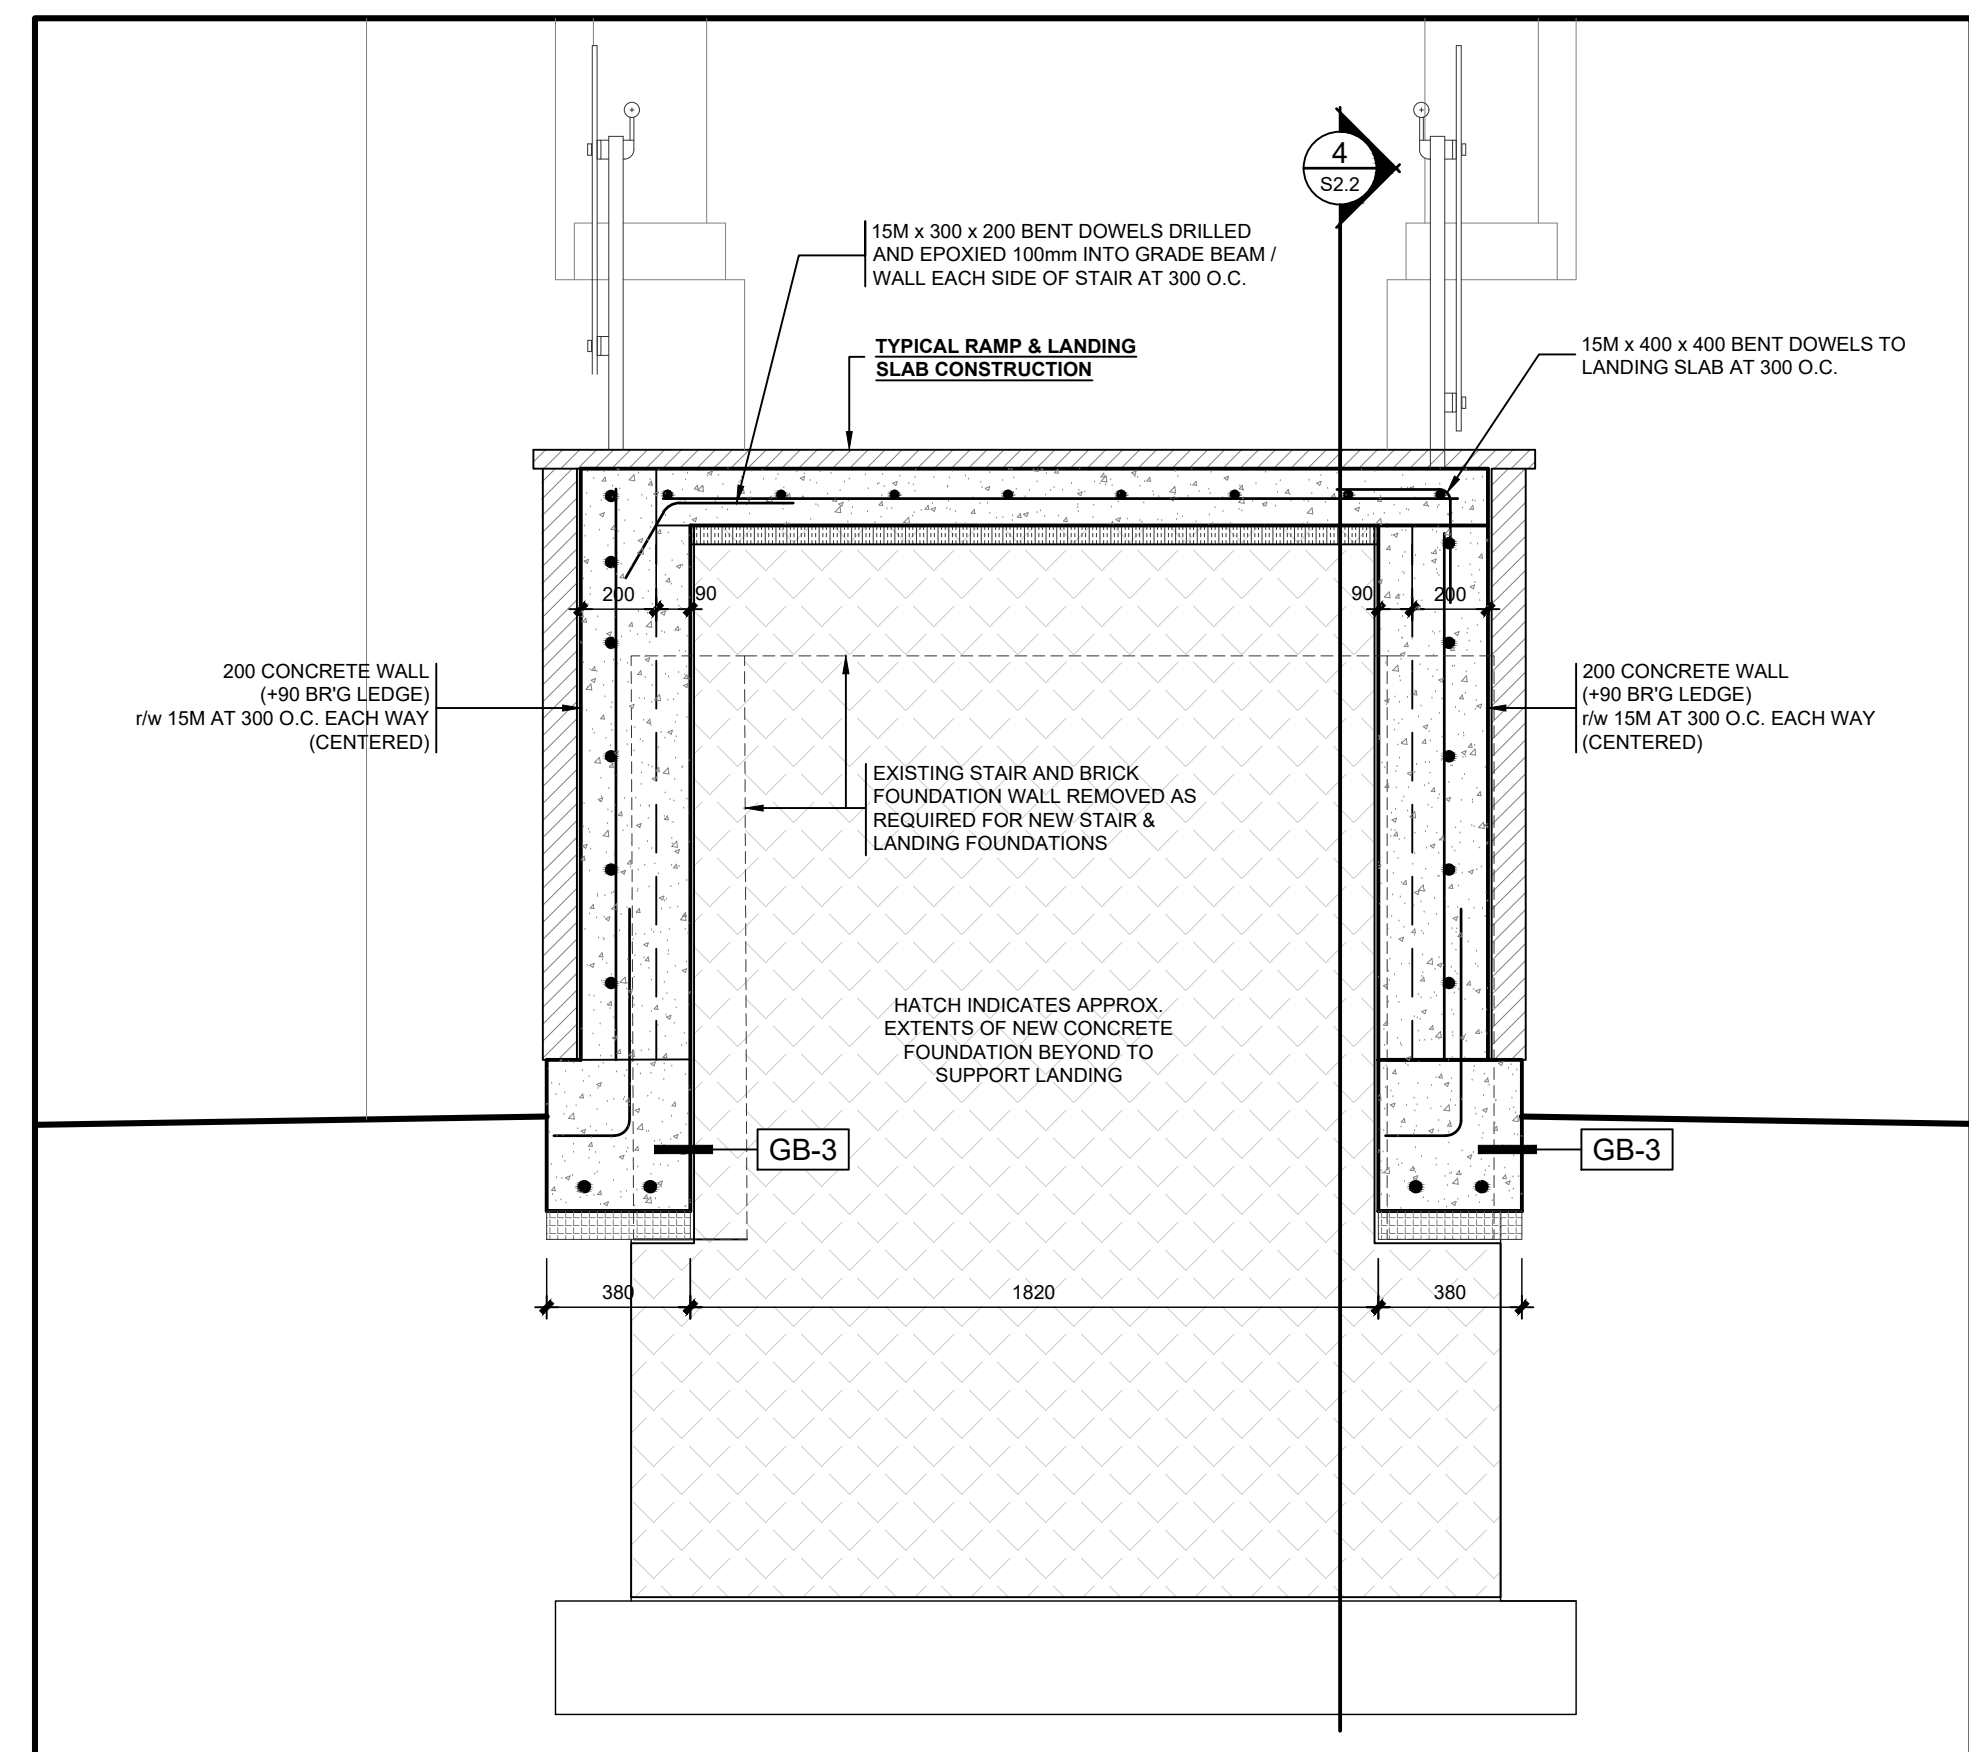 4
S2.2
15M x 300 x 200 BENT DOWELS DRILLED
AND EPOXIED 100mm INTO GRADE BEAM /
WALL EACH SIDE OF STAIR AT 300 O.C.
TYPICAL RAMP & LANDING
SLAB CONSTRUCTION
15M x 400 x 400 BENT DOWELS TO
LANDING SLAB AT 300 O.C.
200
90
90
200
200 CONCRETE WALL
(+90 BR'G LEDGE)
r/w 15M AT 300 O.C. EACH WAY
(CENTERED)
200 CONCRETE WALL
(+90 BR'G LEDGE)
r/w 15M AT 300 O.C. EACH WAY
(CENTERED)
EXISTING STAIR AND BRICK
FOUNDATION WALL REMOVED AS
REQUIRED FOR NEW STAIR &
LANDING FOUNDATIONS
HATCH INDICATES APPROX.
EXTENTS OF NEW CONCRETE
FOUNDATION BEYOND TO
SUPPORT LANDING
GB-3
GB-3
380
1820
380